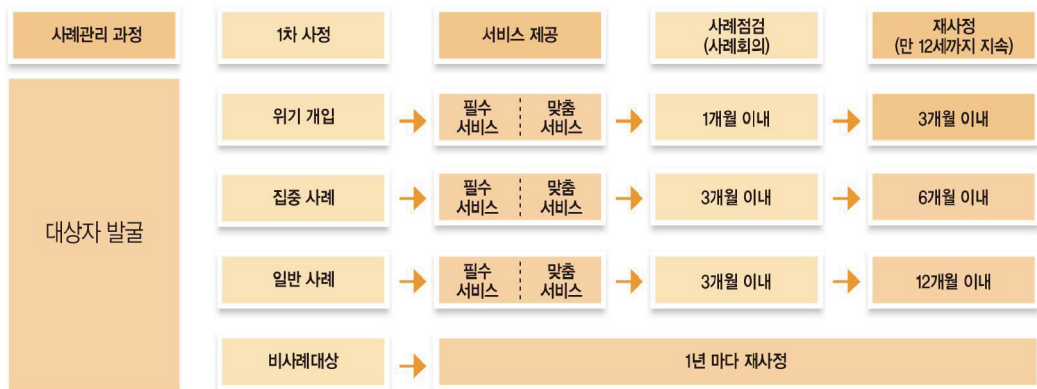 사례관리 과정
1차 사정
서비스 제공
사례점검
(사례회의)
재사정
(만 12세까지 지속)
대상자 발굴
위기 개입
필수
서비스
맞춤
서비스
1개월 이내
3개월 이내
집중 사례
필수
서비스
맞춤
서비스
3개월 이내
6개월 이내
일반 사례
필수
서비스
맞춤
서비스
3개월 이내
12개월 이내
비사례대상
1년 마다 재사정